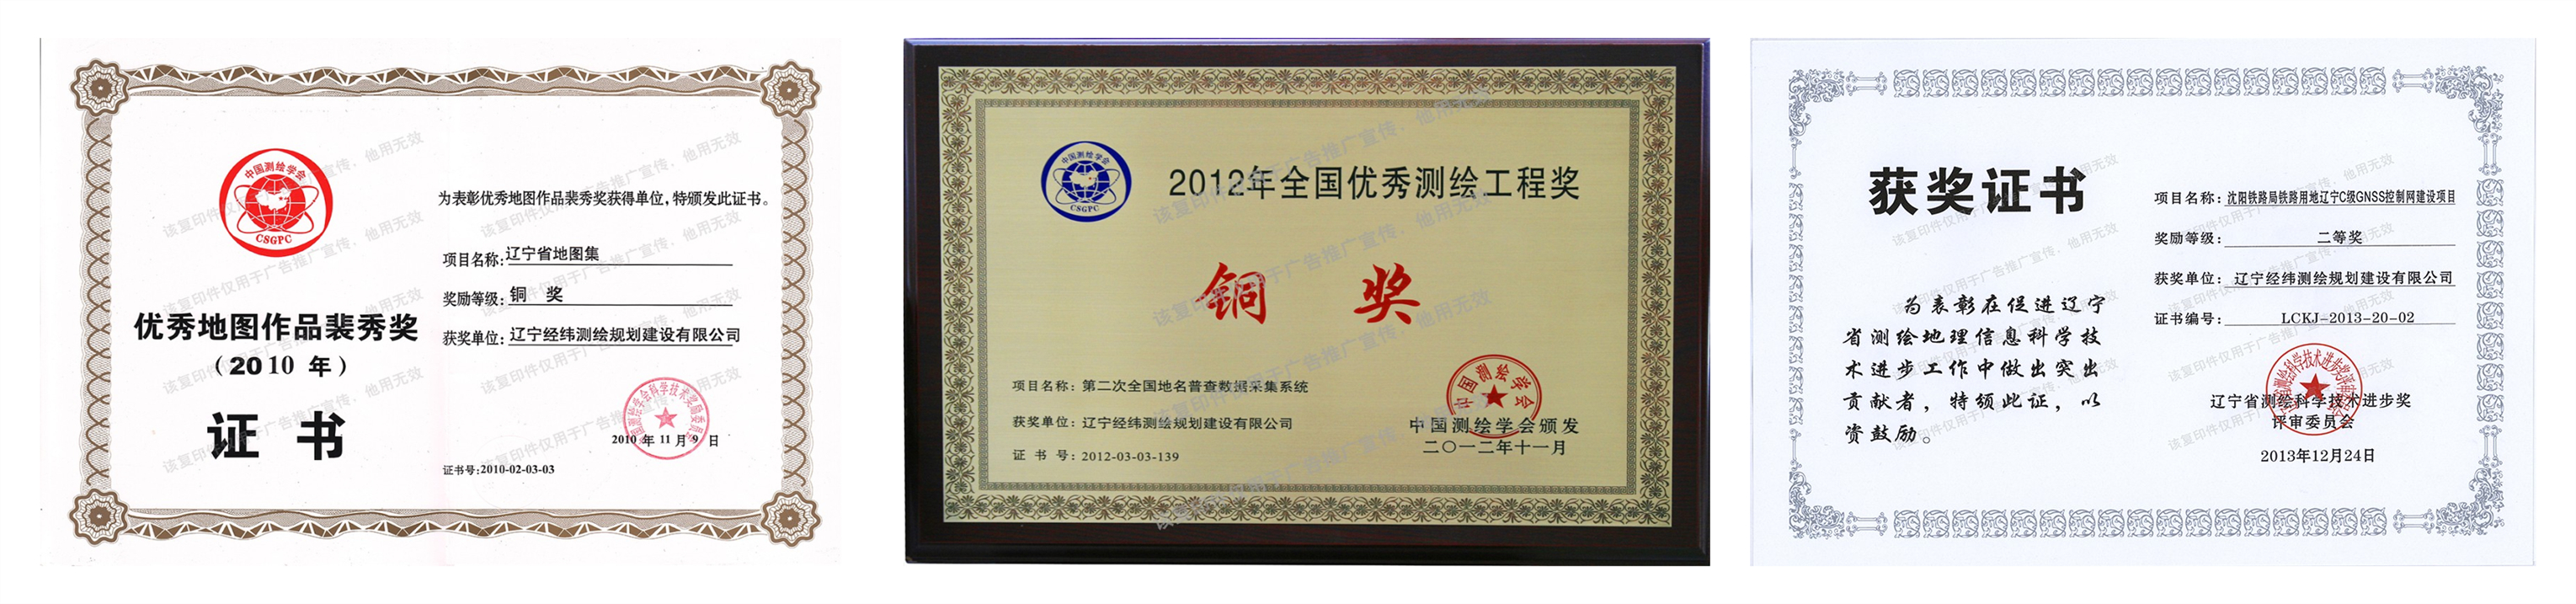 中国测绘学会
CSGPC
优秀地图作品裴秀奖
（2010 年）
证 书
为表彰优秀地图作品裴秀奖获得单位，特颁发此证书。
项目名称：辽宁省地图集
奖励等级：铜 奖
获奖单位：辽宁经纬测绘规划建设有限公司
2010 年 11 月 9 日
证书号：2010-02-03-03
中国测绘学会
CSGPC
2012年全国优秀测绘工程奖
铜 奖
项目名称：第二次全国地名普查数据采集系统
获奖单位：辽宁经纬测绘规划建设有限公司
证 书 号：2012-03-03-139
中国测绘学会
中国测绘学会颁发
二〇一二年十一月
获奖证书
为表彰在促进辽宁
省测绘地理信息科学技
术进步工作中做出突出
贡献者，特颁此证，以
资鼓励。
项目名称：沈阳铁路局铁路用地辽宁C级GNSS控制网建设项目
奖励等级：二等奖
获奖单位：辽宁经纬测绘规划建设有限公司
证书编号：LCKJ-2013-20-02
辽宁省测绘科学技术进步奖
评审委员会
2013年12月24日
该复印件仅用于广告推广宣传，他用无效